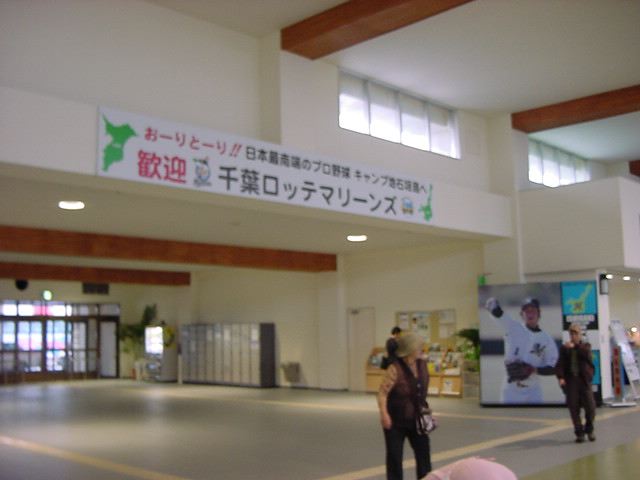 おーりとーり!! 日本最南端のプロ野球 キャンプ地石垣島へ
歓迎 千葉ロッテマリーンズ